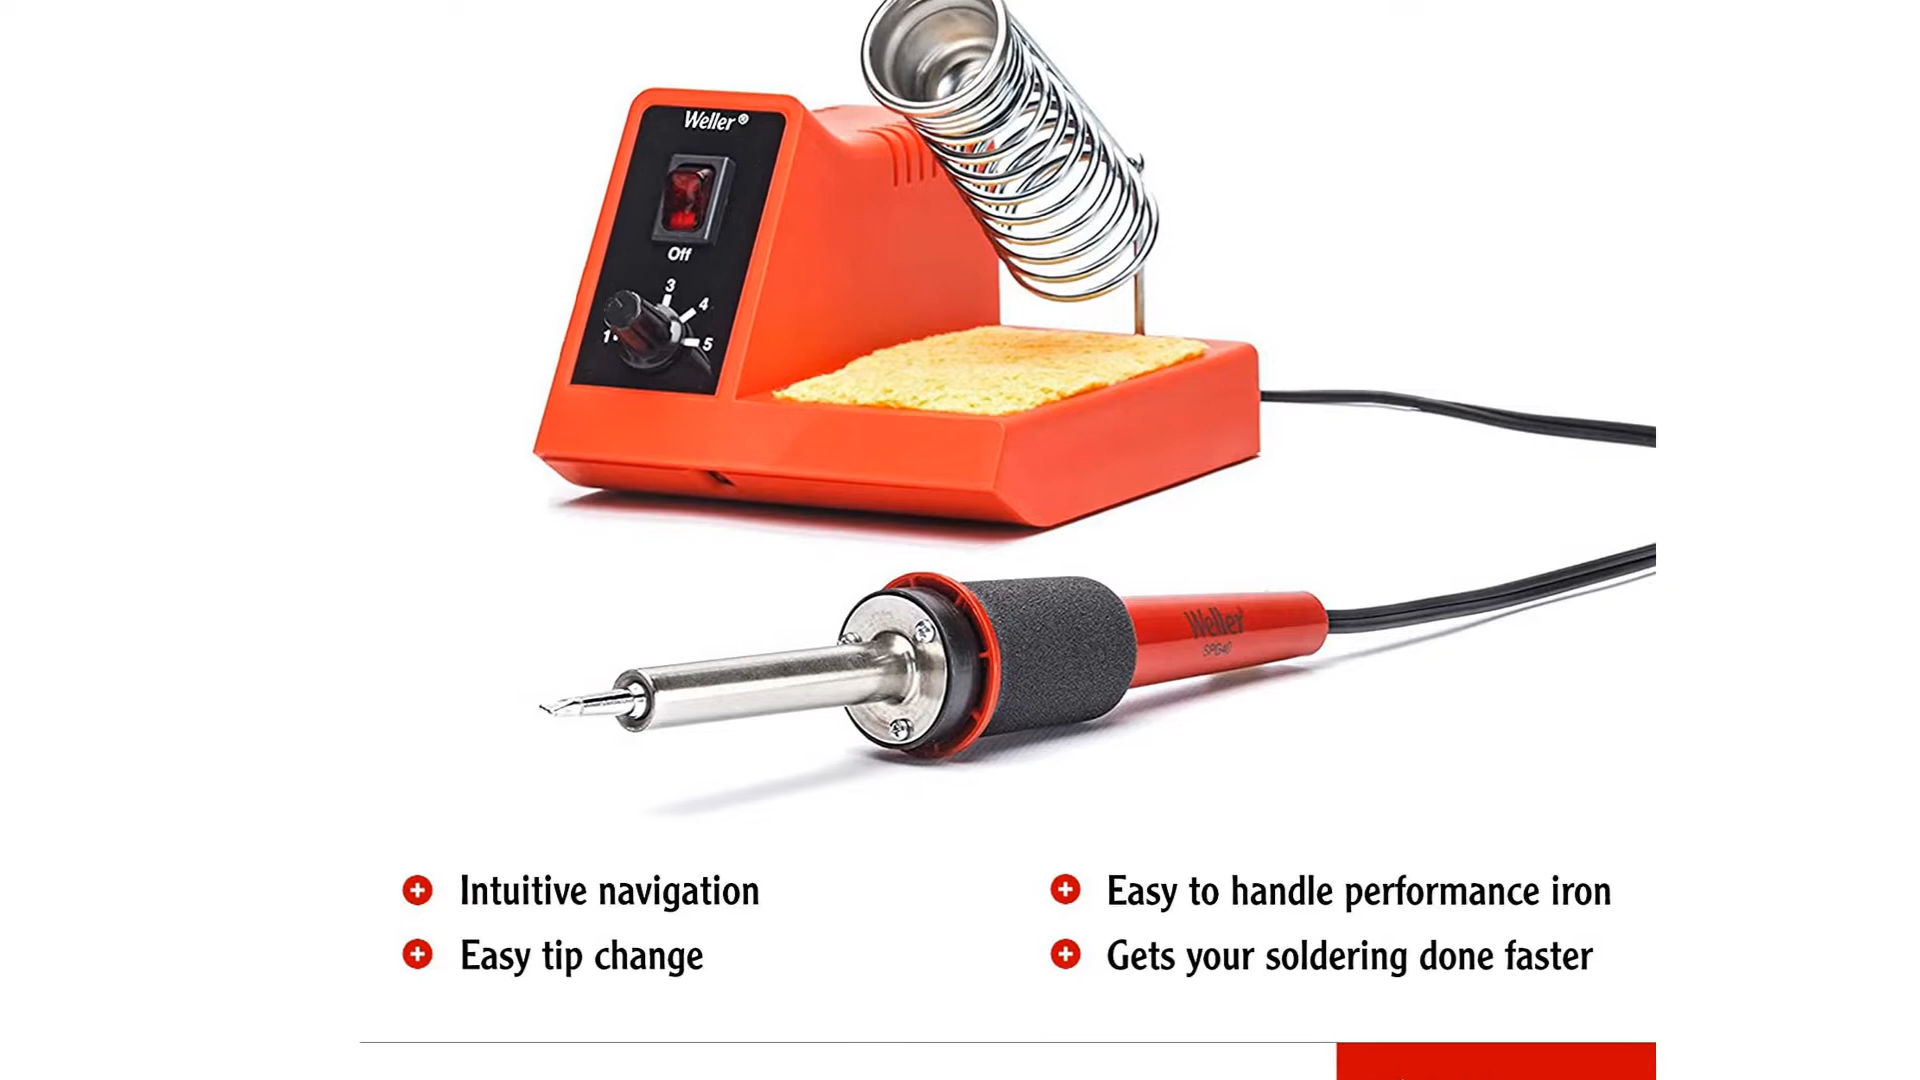 Weller®
Off
3
4
1
5
Weller
SPG40
Intuitive navigation
Easy to handle performance iron
Easy tip change
Gets your soldering done faster